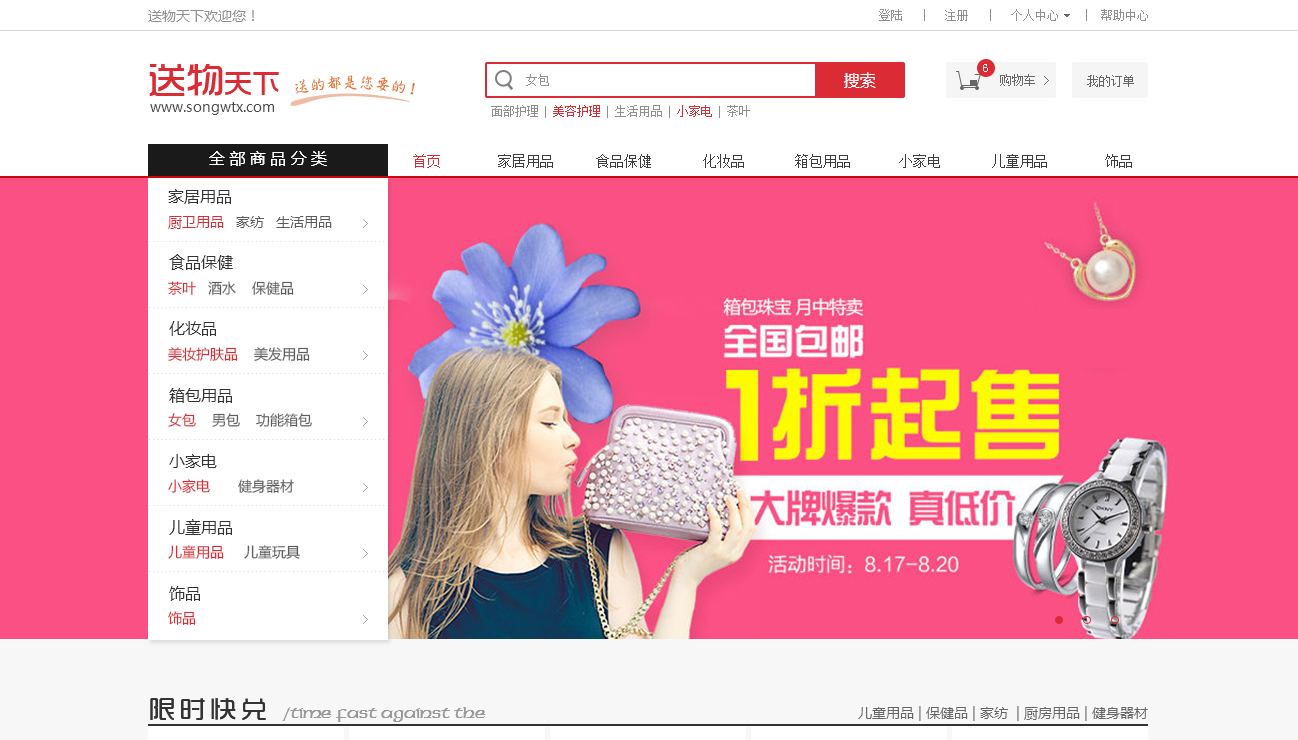 送物天下欢迎您！
登陆 | 注册 | 个人中心 | 帮助中心
送物天下 送的都是您要的！
www.songwtx.com
女包 搜索
6 购物车 我的订单
面部护理 | 美容护理 | 生活用品 | 小家电 | 茶叶
全部商品分类 首页 家居用品 食品保健 化妆品 箱包用品 小家电 儿童用品 饰品
家居用品
厨卫用品 家纺 生活用品
食品保健
茶叶 酒水 保健品
化妆品
美妆护肤品 美发用品
箱包用品
女包 男包 功能箱包
小家电
小家电 健身器材
儿童用品
儿童用品 儿童玩具
饰品
饰品
箱包珠宝 月中特卖
全国包邮
1折起售
大牌爆款 真低价
活动时间：8.17-8.20
DKNY
限时快兑 /time fast against the
儿童用品 | 保健品 | 家纺 | 厨房用品 | 健身器材